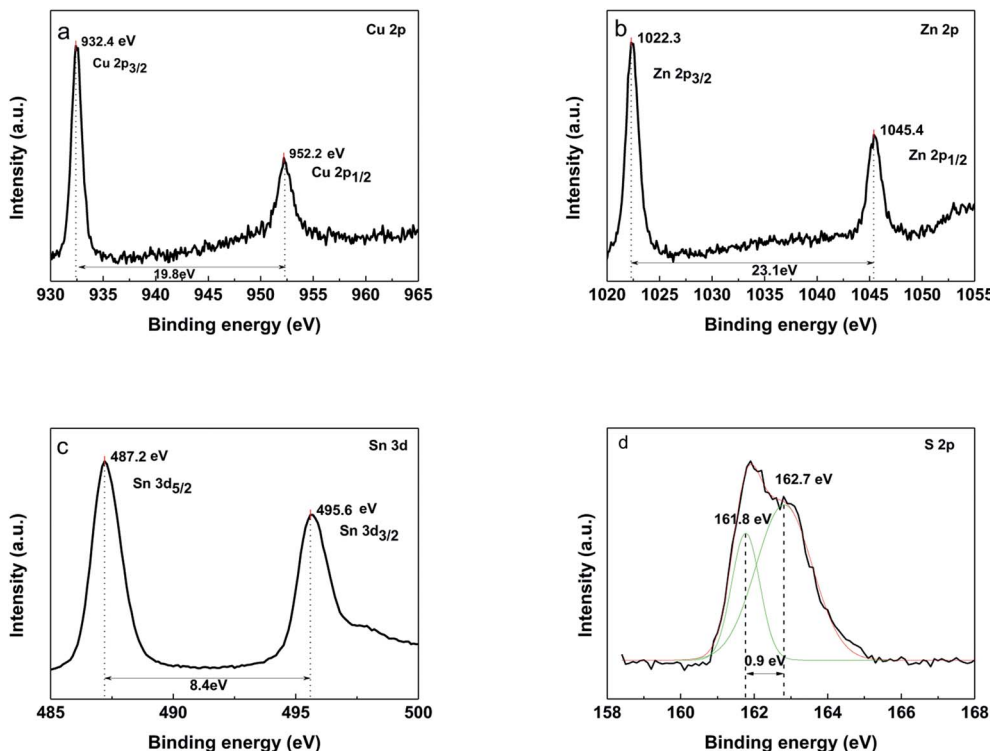 a
Cu 2p
932.4 eV
Cu 2p3/2
952.2 eV
Cu 2p1/2
19.8eV
Intensity (a.u.)
930 935 940 945 950 955 960 965
Binding energy (eV)
b
Zn 2p
1022.3
Zn 2p3/2
1045.4
Zn 2p1/2
23.1eV
Intensity (a.u.)
1020 1025 1030 1035 1040 1045 1050 1055
Binding energy (eV)
c
Sn 3d
487.2 eV
Sn 3d5/2
495.6 eV
Sn 3d3/2
8.4eV
Intensity (a.u.)
485 490 495 500
Binding energy (eV)
d
S 2p
162.7 eV
161.8 eV
0.9 eV
Intensity (a.u.)
158 160 162 164 166 168
Binding energy (eV)